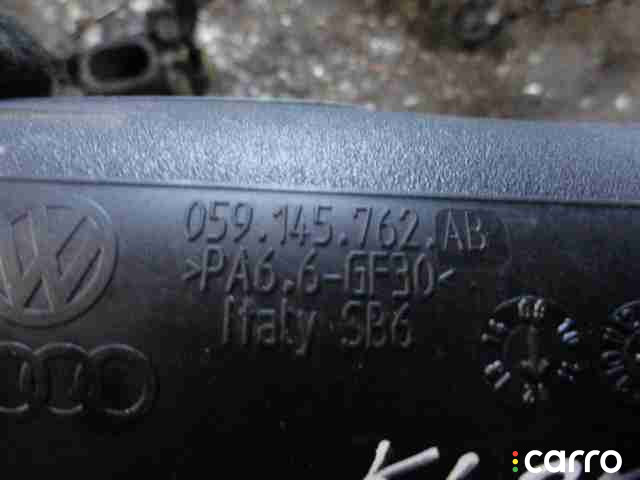 059.145.762.AB
>PA6.6-GF30<
Italy SB6
carro